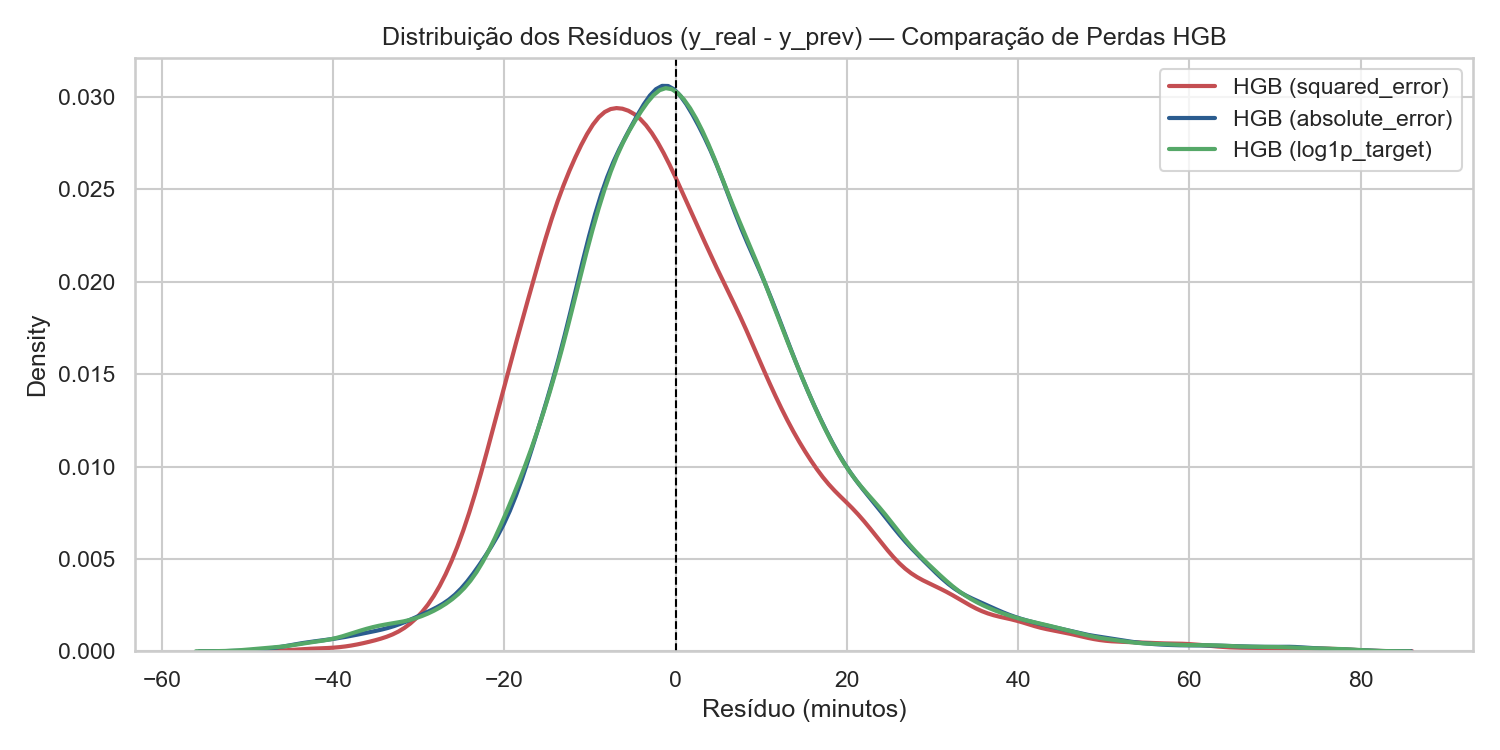 Distribuição dos Resíduos (y_real - y_prev) — Comparação de Perdas HGB
HGB (squared_error)
HGB (absolute_error)
HGB (log1p_target)
Density
0.030
0.025
0.020
0.015
0.010
0.005
0.000
−60
−40
−20
0
20
40
60
80
Resíduo (minutos)